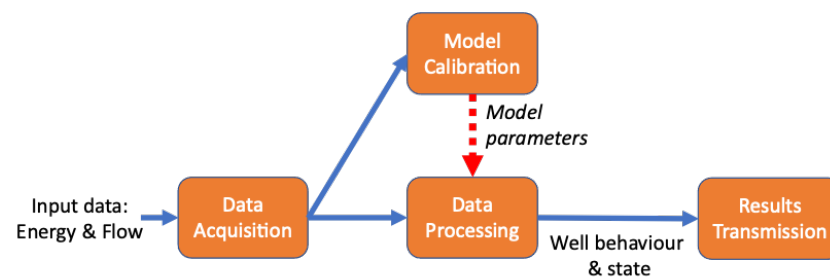 Model
Calibration
Model
parameters
Input data:
Energy & Flow
Data
Acquisition
Data
Processing
Well behaviour
& state
Results
Transmission